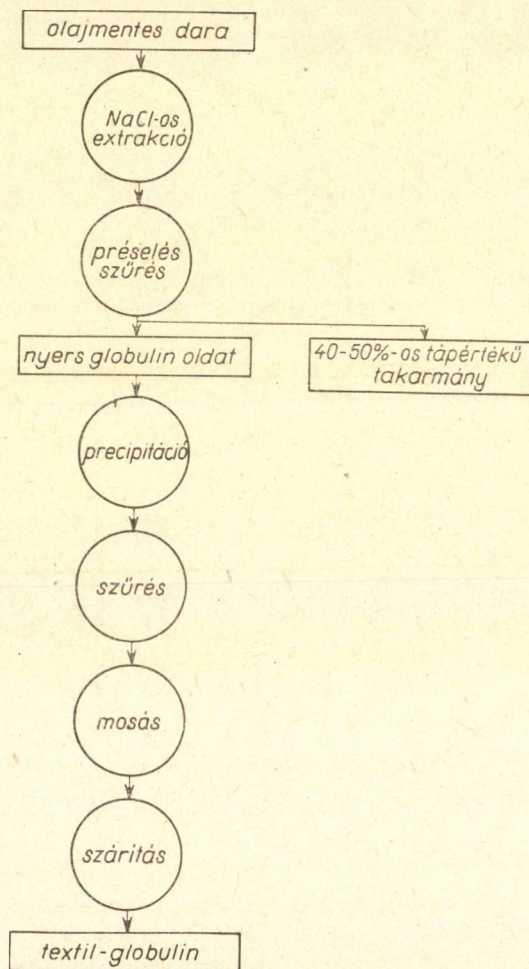 olajmentes dara
NaCl-os
extrakció
préselés
szűrés
nyers globulin oldat
40-50%-os tápértékű
takarmány
precipitáció
szűrés
mosás
szárítás
textil-globulin